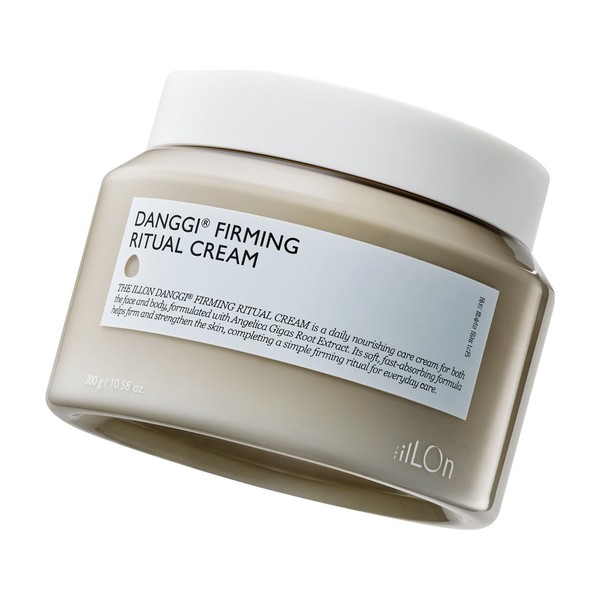 DANGGI® FIRMING
RITUAL CREAM
THE ILLON DANGGI® FIRMING RITUAL CREAM is a daily nourishing care cream for both
the face and body, formulated with Angelica Gigas Root Extract. Its soft, fast-absorbing formula
helps firm and strengthen the skin, completing a simple firming ritual for everyday care.
300 g / 10.58 oz.
illOn